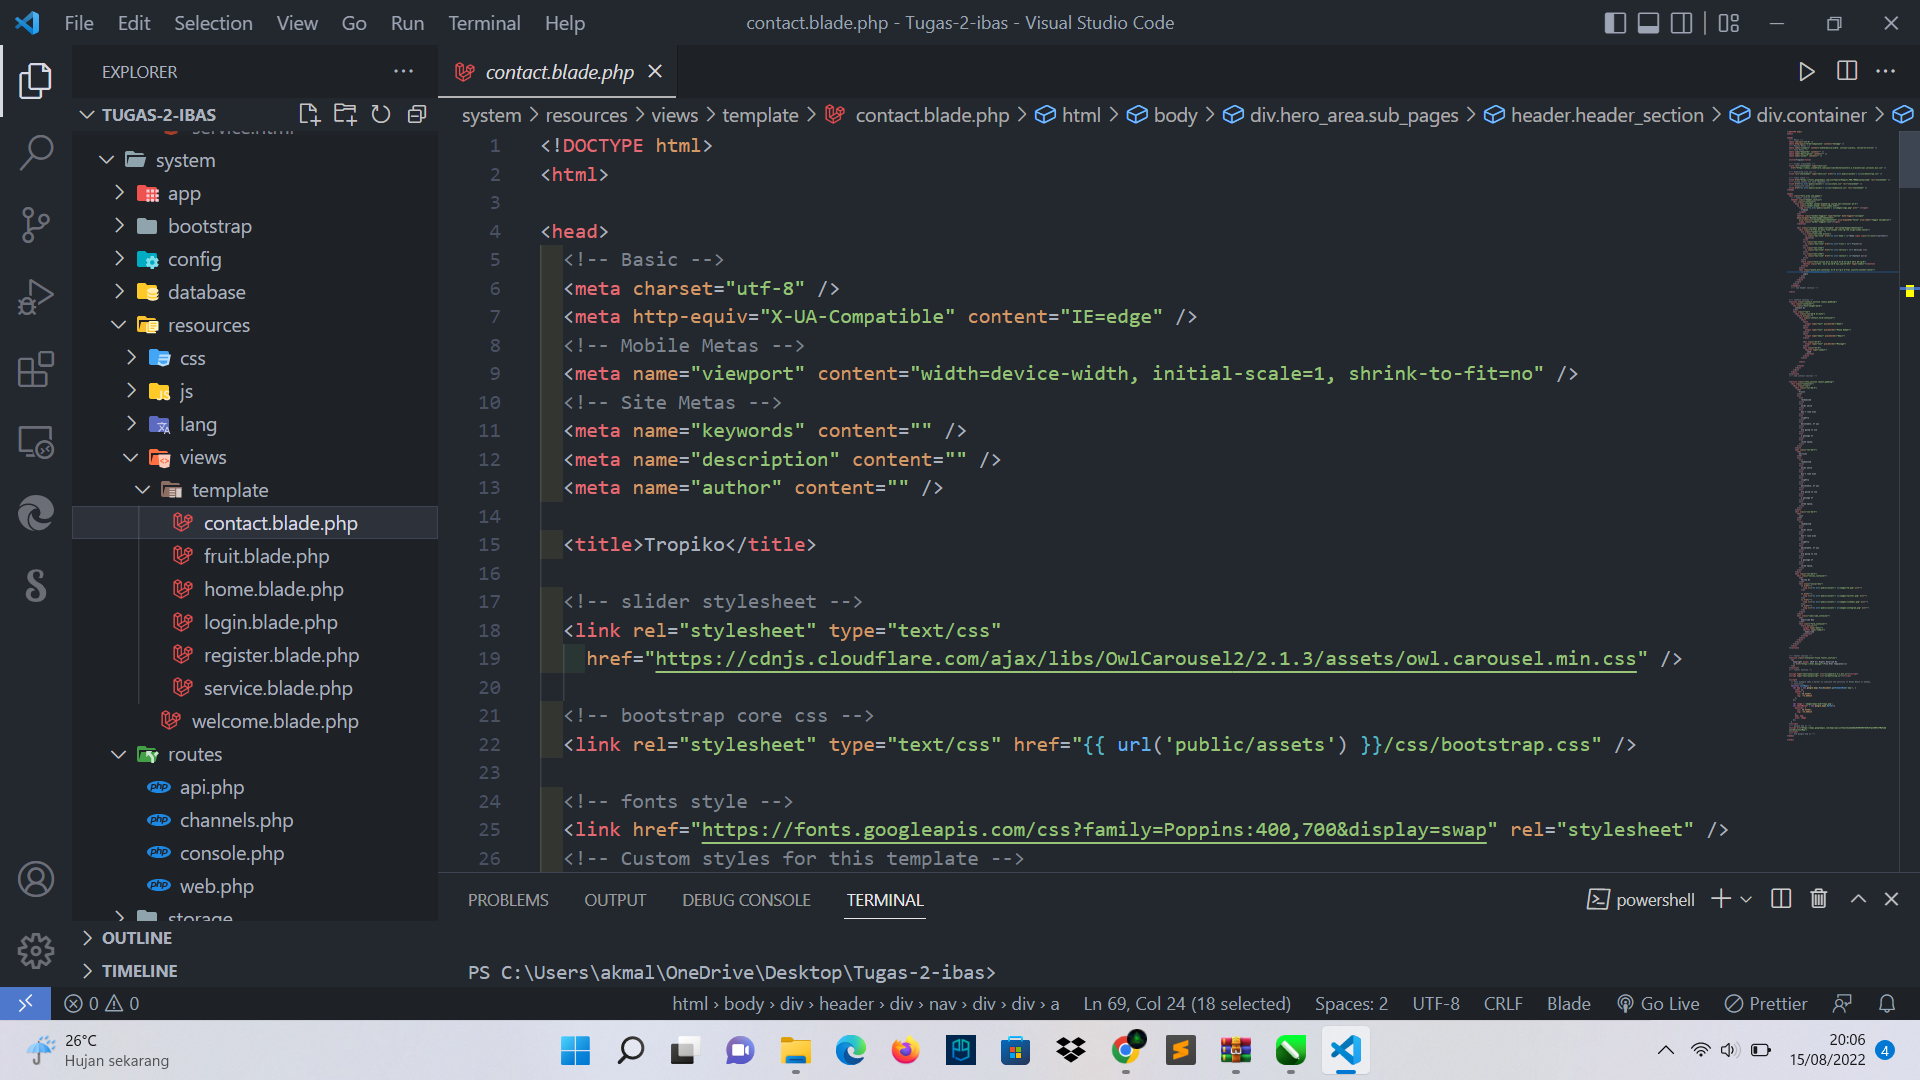 File Edit Selection View Go Run Terminal Help
contact.blade.php - Tugas-2-ibas - Visual Studio Code
EXPLORER
TUGAS-2-IBAS
service.html
system
app
bootstrap
config
database
resources
css
js
lang
views
template
contact.blade.php
fruit.blade.php
home.blade.php
login.blade.php
register.blade.php
service.blade.php
welcome.blade.php
routes
api.php
channels.php
console.php
web.php
storage
OUTLINE
TIMELINE
contact.blade.php
system > resources > views > template > contact.blade.php > html > body > div.hero_area.sub_pages > header.header_section > div.container >
1 <!DOCTYPE html>
2 <html>
3
4 <head>
5 <!-- Basic -->
6 <meta charset="utf-8" />
7 <meta http-equiv="X-UA-Compatible" content="IE=edge" />
8 <!-- Mobile Metas -->
9 <meta name="viewport" content="width=device-width, initial-scale=1, shrink-to-fit=no" />
10 <!-- Site Metas -->
11 <meta name="keywords" content="" />
12 <meta name="description" content="" />
13 <meta name="author" content="" />
14
15 <title>Tropiko</title>
16
17 <!-- slider stylesheet -->
18 <link rel="stylesheet" type="text/css"
19 href="https://cdnjs.cloudflare.com/ajax/libs/OwlCarousel2/2.1.3/assets/owl.carousel.min.css" />
20
21 <!-- bootstrap core css -->
22 <link rel="stylesheet" type="text/css" href="{{ url('public/assets') }}/css/bootstrap.css" />
23
24 <!-- fonts style -->
25 <link href="https://fonts.googleapis.com/css?family=Poppins:400,700&display=swap" rel="stylesheet" />
26 <!-- Custom styles for this template -->
PROBLEMS OUTPUT DEBUG CONSOLE TERMINAL
powershell
PS C:\Users\akmal\OneDrive\Desktop\Tugas-2-ibas>
0 0
html › body › div › header › div › nav › div › div › a
Ln 69, Col 24 (18 selected) Spaces: 2 UTF-8 CRLF Blade Go Live Prettier
26°C
Hujan sekarang
20:06
15/08/2022
4